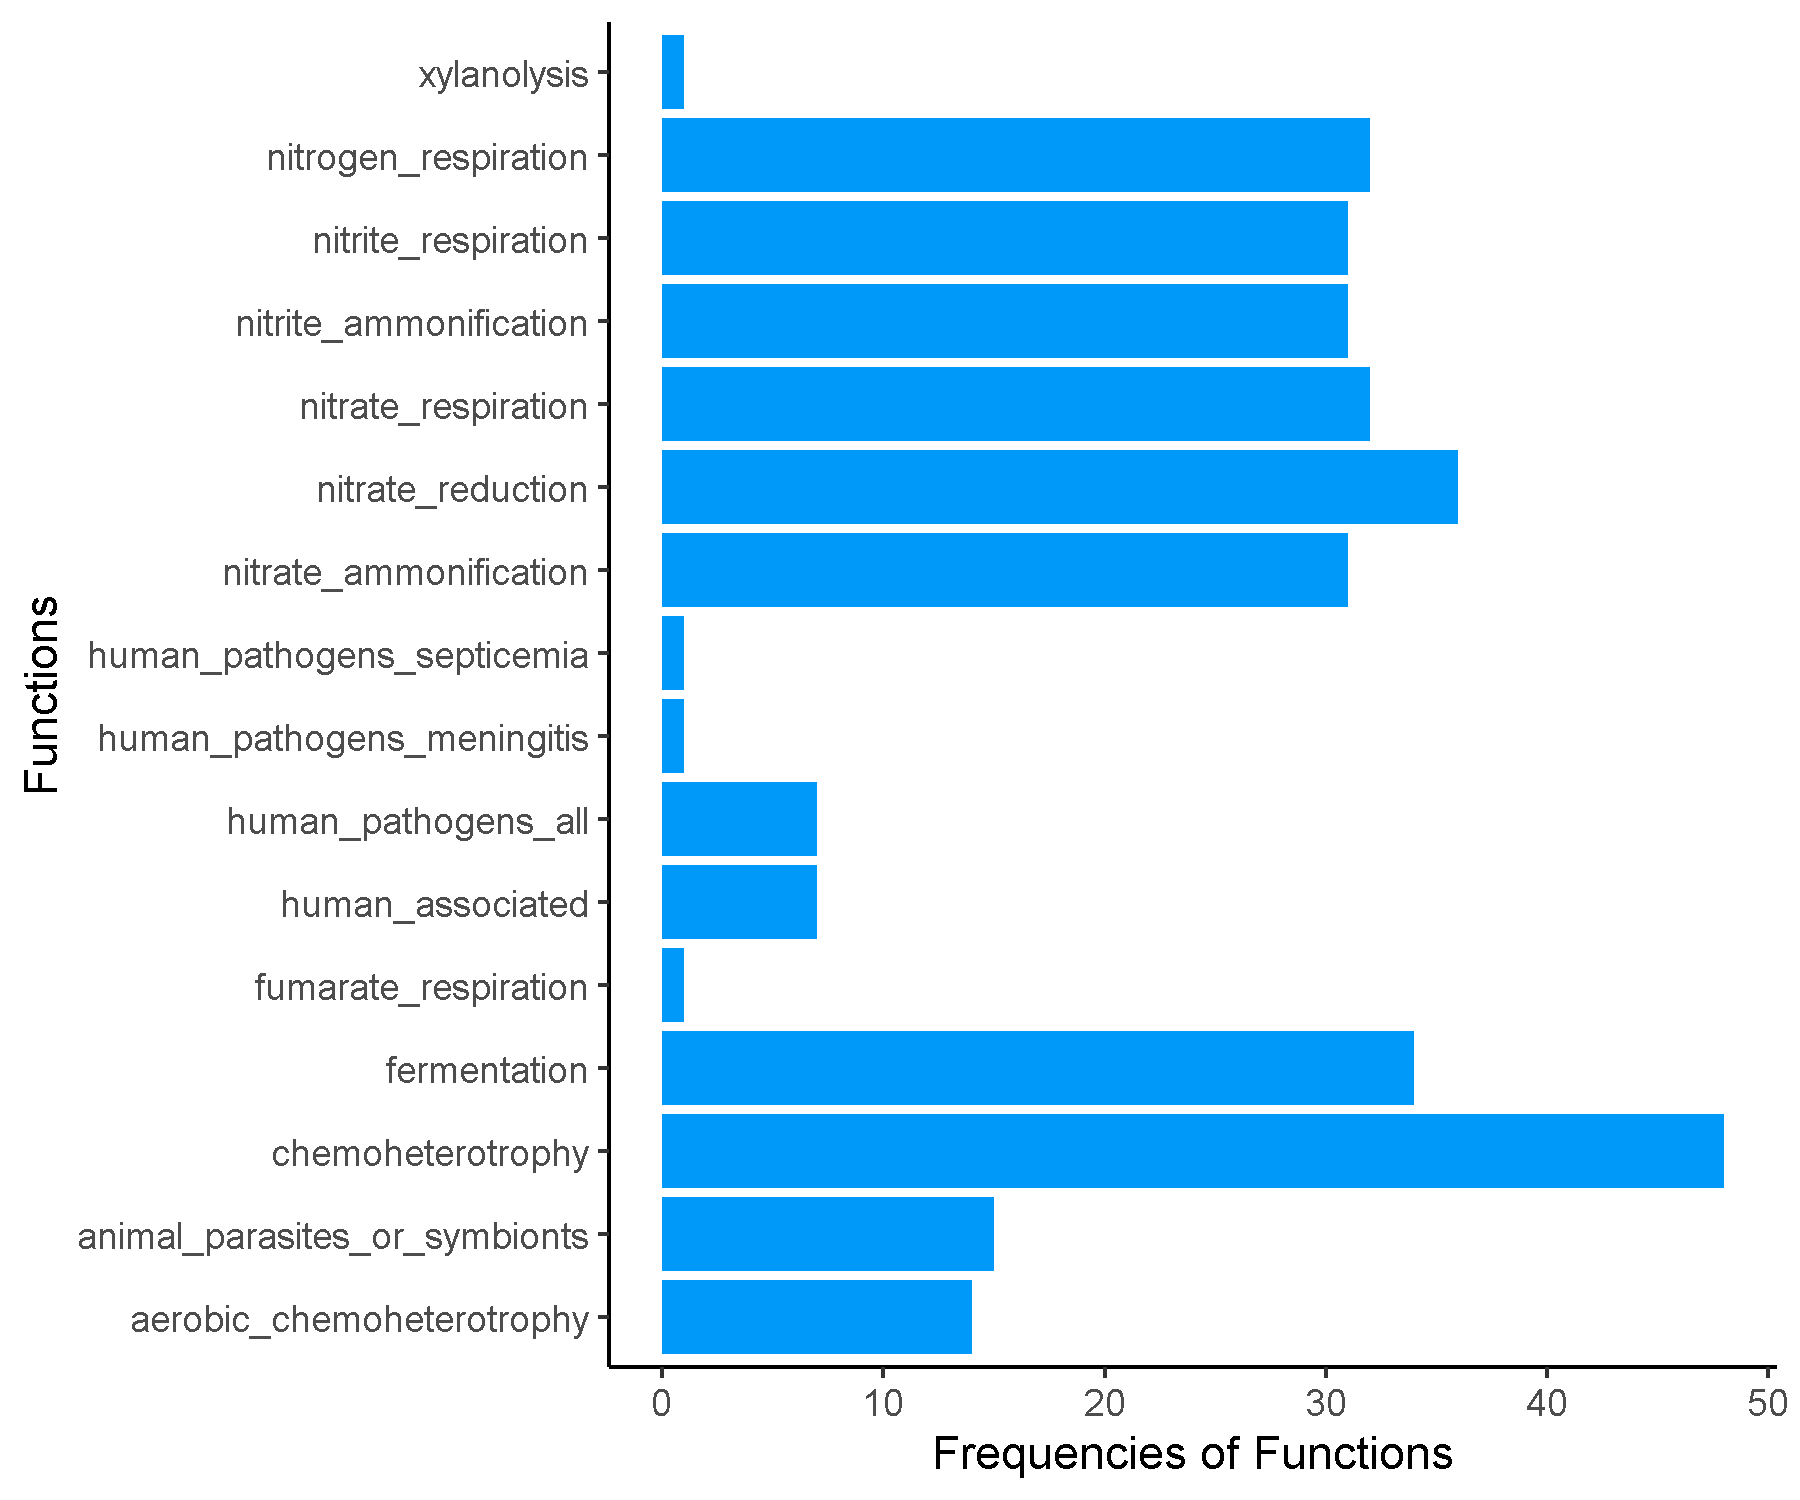 xylanolysis
nitrogen_respiration
nitrite_respiration
nitrite_ammonification
nitrate_respiration
nitrate_reduction
nitrate_ammonification
human_pathogens_septicemia
human_pathogens_meningitis
human_pathogens_all
human_associated
fumarate_respiration
fermentation
chemoheterotrophy
animal_parasites_or_symbionts
aerobic_chemoheterotrophy
Functions
0 10 20 30 40 50
Frequencies of Functions